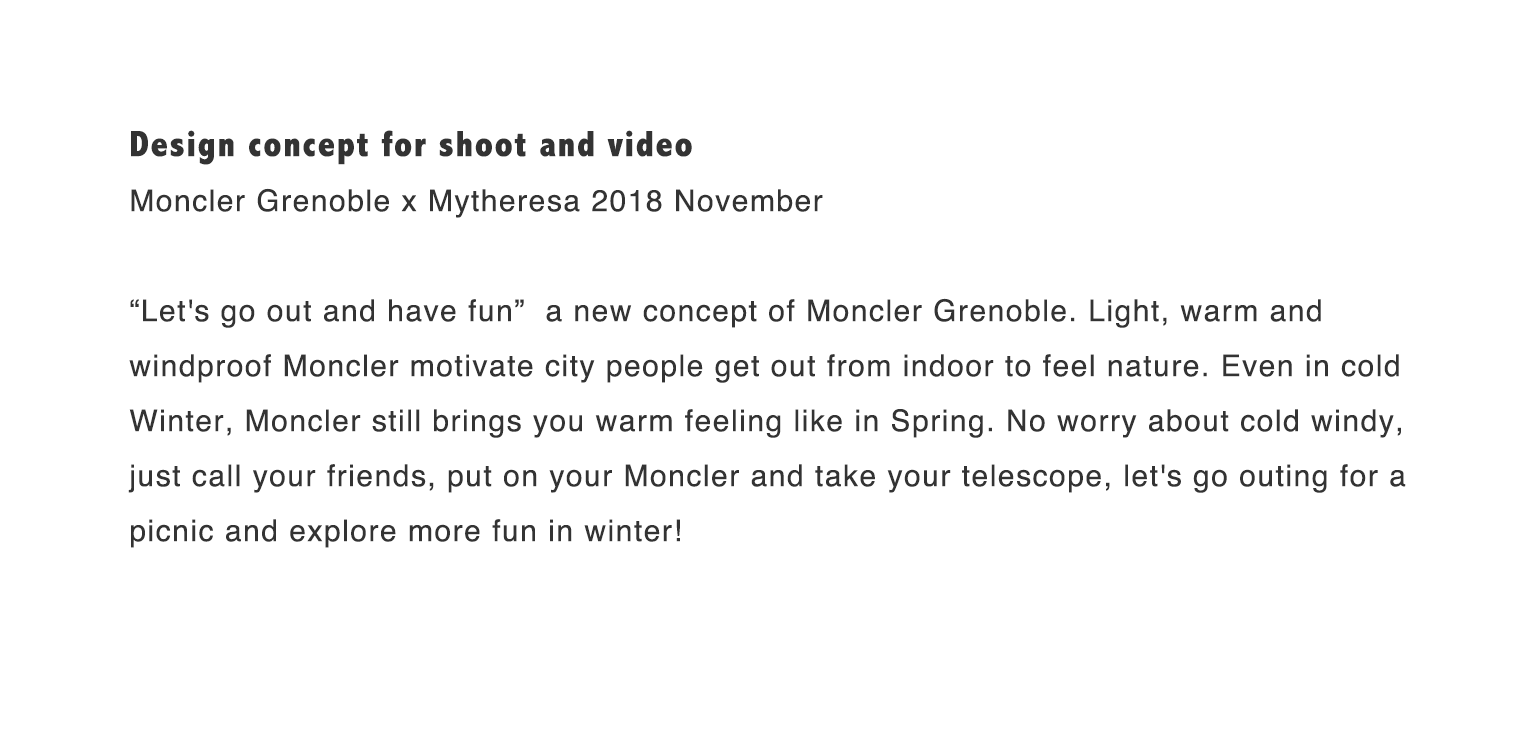 Design concept for shoot and video
Moncler Grenoble x Mytheresa 2018 November
“Let's go out and have fun”  a new concept of Moncler Grenoble. Light, warm and
windproof Moncler motivate city people get out from indoor to feel nature. Even in cold
Winter, Moncler still brings you warm feeling like in Spring. No worry about cold windy,
just call your friends, put on your Moncler and take your telescope, let's go outing for a
picnic and explore more fun in winter!